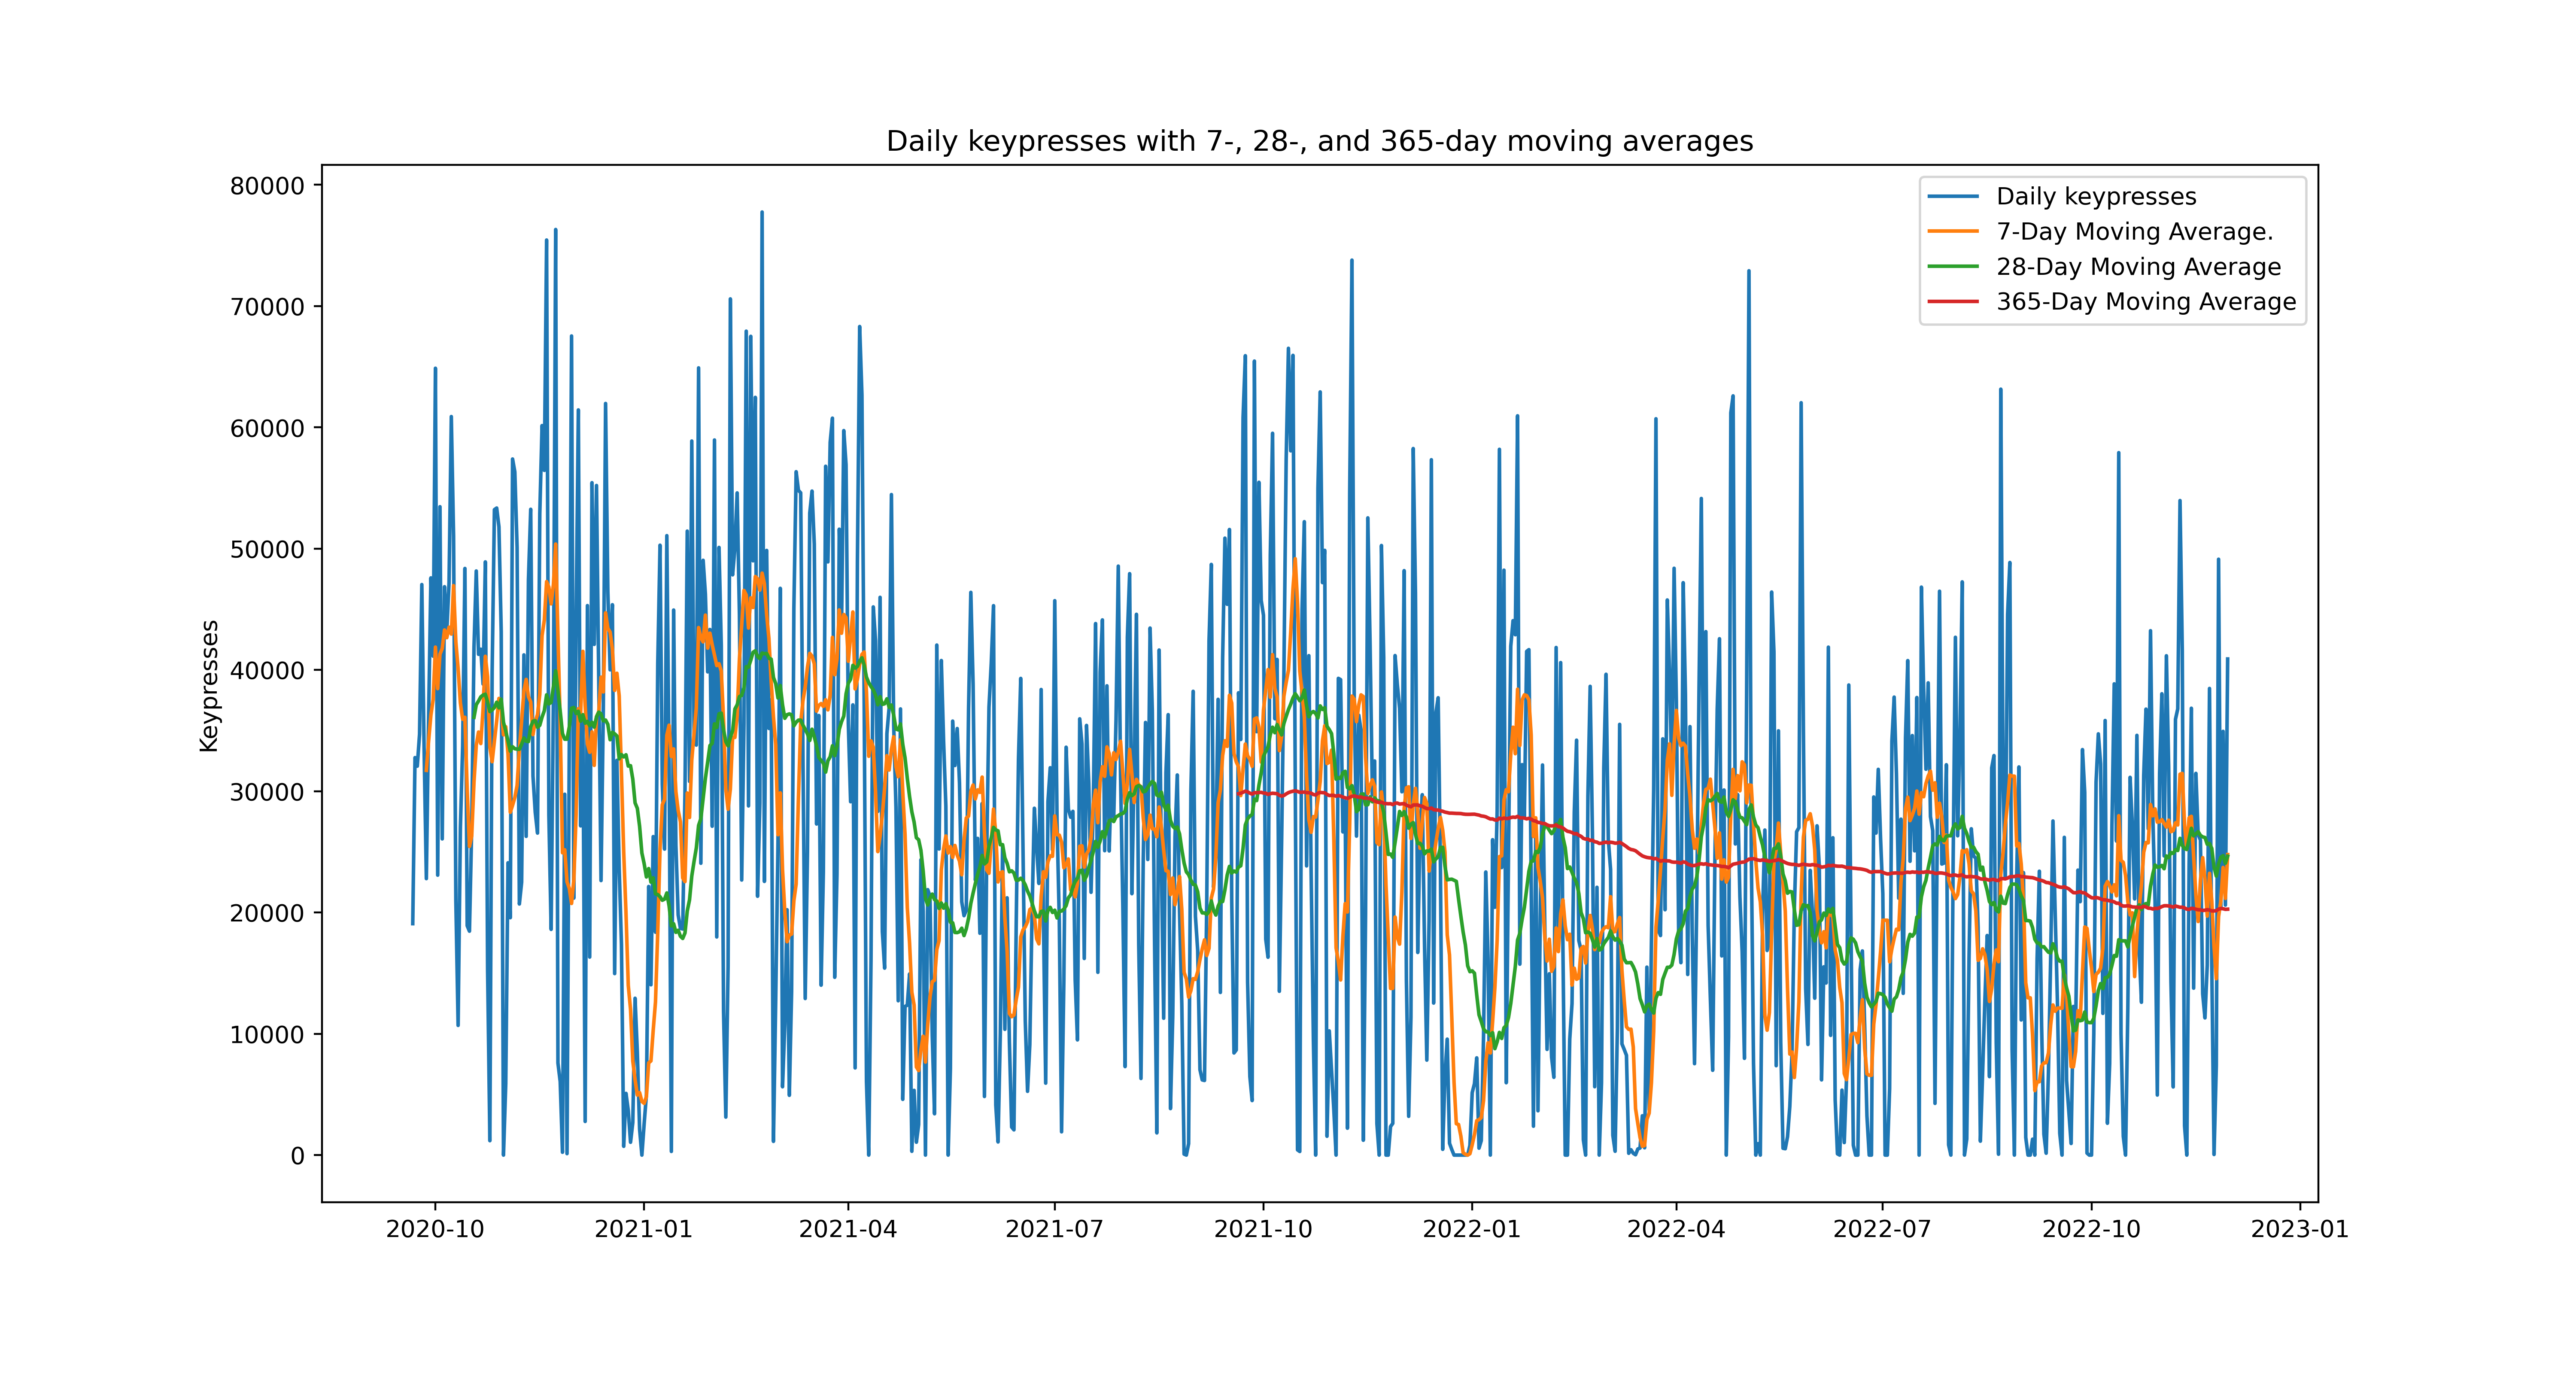 Daily keypresses with 7-, 28-, and 365-day moving averages
80000
70000
60000
50000
40000
30000
20000
10000
0
Keypresses
Daily keypresses
7-Day Moving Average.
28-Day Moving Average
365-Day Moving Average
2020-10 2021-01 2021-04 2021-07 2021-10 2022-01 2022-04 2022-07 2022-10 2023-01